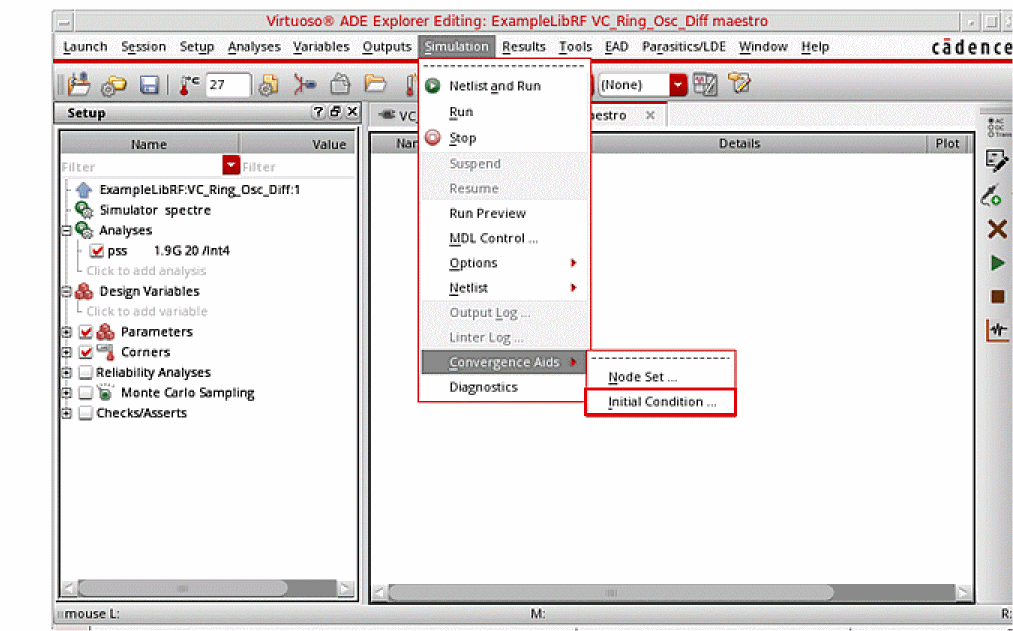 Virtuoso® ADE Explorer Editing: ExampleLibRF VC_Ring_Osc_Diff maestro
Launch Session Setup Analyses Variables Outputs Simulation Results Tools EAD Parasitics/LDE Window Help cādence
27 (None)
Setup
VC_ aestro
Name Value
Filter Filter
ExampleLibRF:VC_Ring_Osc_Diff:1
Simulator spectre
Analyses
pss 1.9G 20 /Int4
Click to add analysis
Design Variables
Click to add variable
Parameters
Corners
Reliability Analyses
Monte Carlo Sampling
Checks/Asserts
Nar Details Plot
Netlist and Run
Run
Stop
Suspend
Resume
Run Preview
MDL Control ...
Options
Netlist
Output Log ...
Linter Log ...
Convergence Aids
Diagnostics
Node Set ...
Initial Condition ...
AC
DC
Trans
mouse L: M: R: